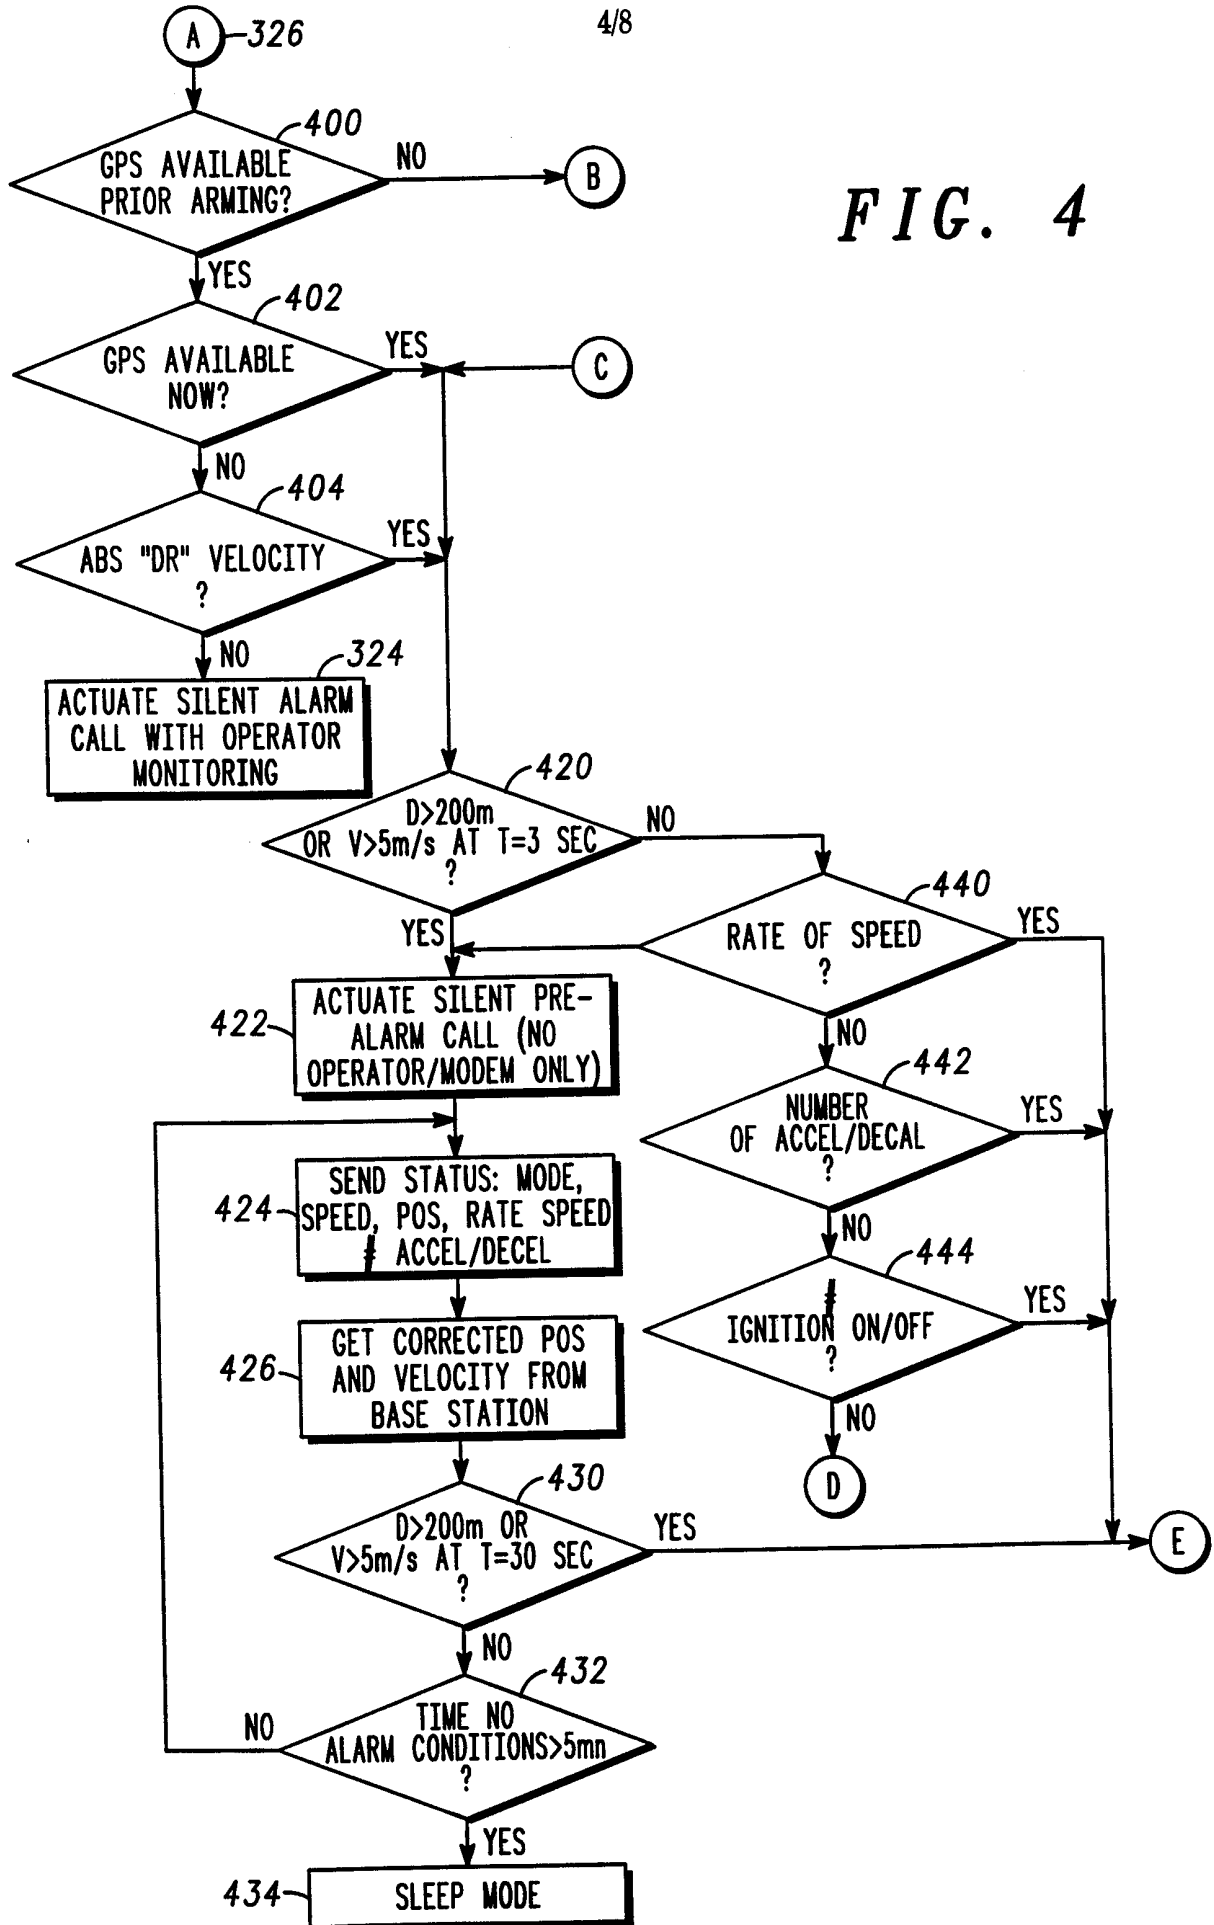 4/8
A
326
400
GPS AVAILABLE
PRIOR ARMING?
NO
B
FIG. 4
YES
402
GPS AVAILABLE
NOW?
YES
C
NO
404
ABS "DR" VELOCITY
?
YES
NO
324
ACTUATE SILENT ALARM
CALL WITH OPERATOR
MONITORING
420
D>200m
OR V>5m/s AT T=3 SEC
?
NO
YES
440
RATE OF SPEED
?
YES
NO
422
ACTUATE SILENT PRE-
ALARM CALL (NO
OPERATOR/MODEM ONLY)
442
NUMBER
OF ACCEL/DECAL
?
YES
NO
424
SEND STATUS: MODE,
SPEED, POS, RATE SPEED
# ACCEL/DECEL
444
#
IGNITION ON/OFF
?
YES
NO
D
426
GET CORRECTED POS
AND VELOCITY FROM
BASE STATION
430
D>200m OR
V>5m/s AT T=30 SEC
?
YES
E
NO
432
TIME NO
ALARM CONDITIONS>5mn
?
NO
YES
434
SLEEP MODE